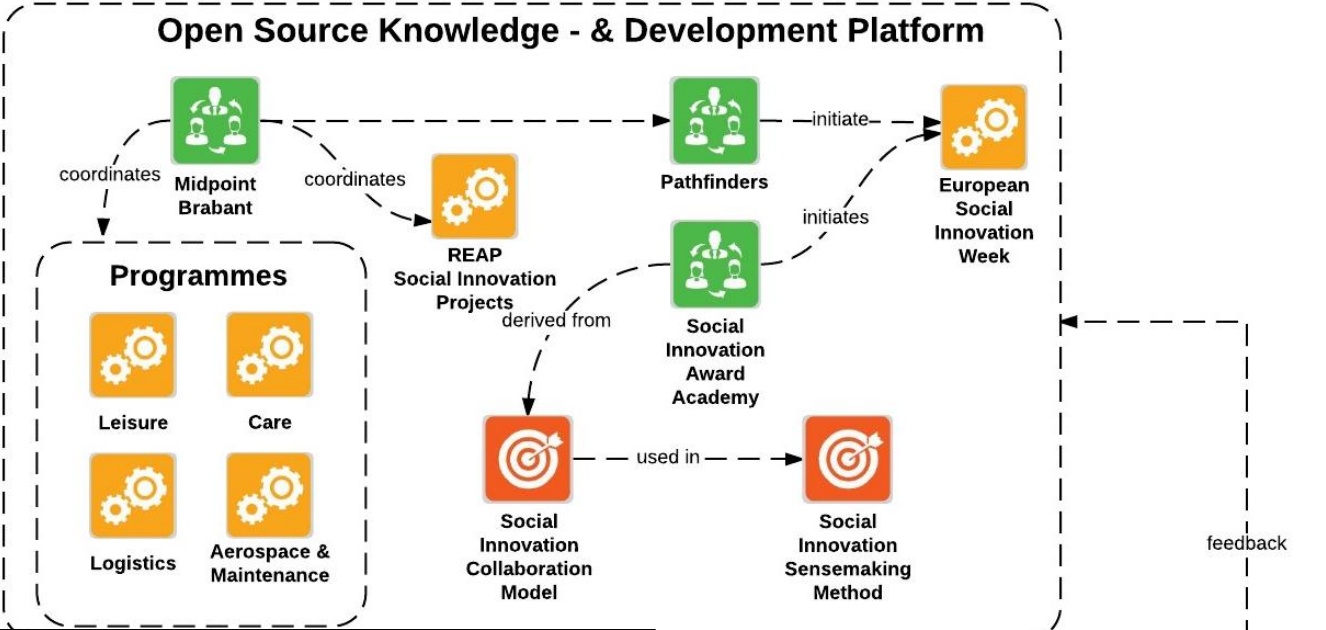 Open Source Knowledge - & Development Platform
initiate
coordinates
coordinates
Midpoint
Brabant
Pathfinders
European
Social
Innovation
Week
initiates
REAP
Social Innovation
Projects
derived from
Programmes
Social
Innovation
Award
Academy
Leisure
Care
used in
Logistics
Aerospace &
Maintenance
Social
Innovation
Collaboration
Model
Social
Innovation
Sensemaking
Method
feedback